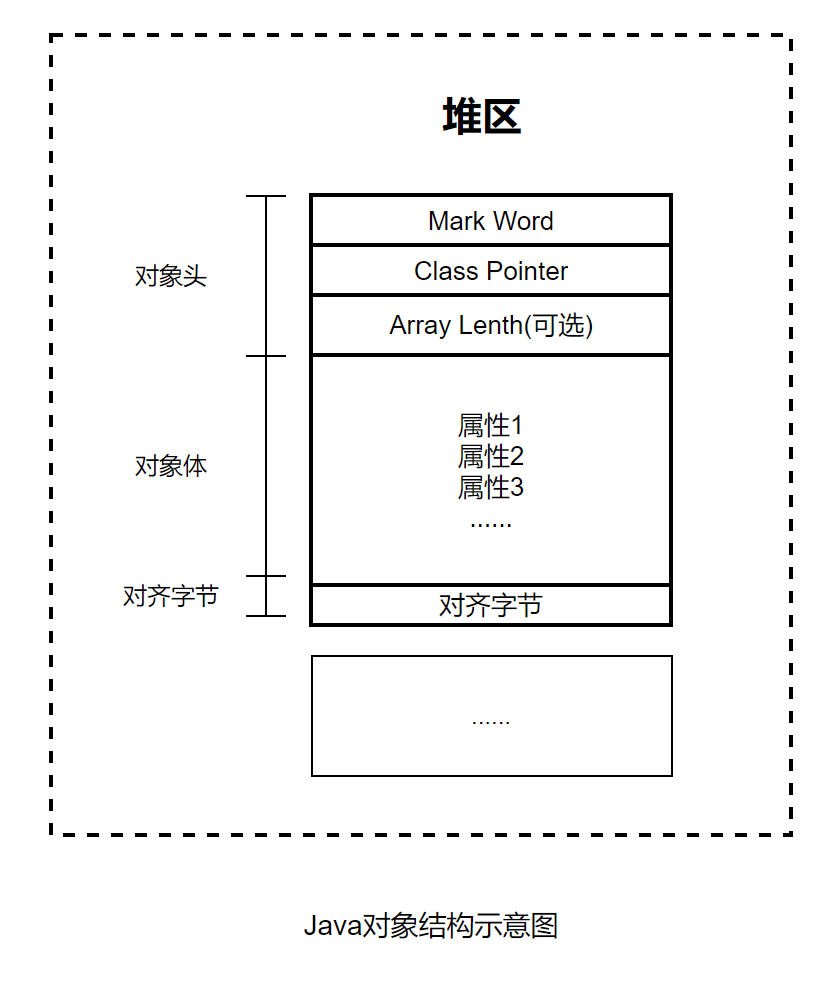 堆区
对象头
Mark Word
Class Pointer
Array Lenth(可选)
对象体
属性1
属性2
属性3
......
对齐字节
对齐字节
......
Java对象结构示意图